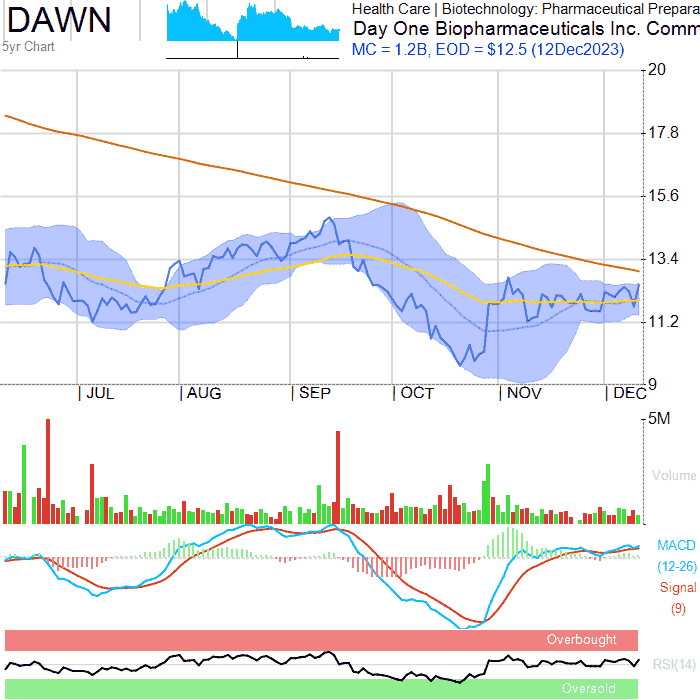 DAWN
5yr Chart
Health Care | Biotechnology: Pharmaceutical Prepara
Day One Biopharmaceuticals Inc. Comm
MC = 1.2B, EOD = $12.5 (12Dec2023)
20
17.8
15.6
13.4
11.2
9
| JUL | AUG | SEP | OCT | NOV | DEC
5M
Volume
MACD
(12-26)
Signal
(9)
Overbought
RSI(14)
Oversold